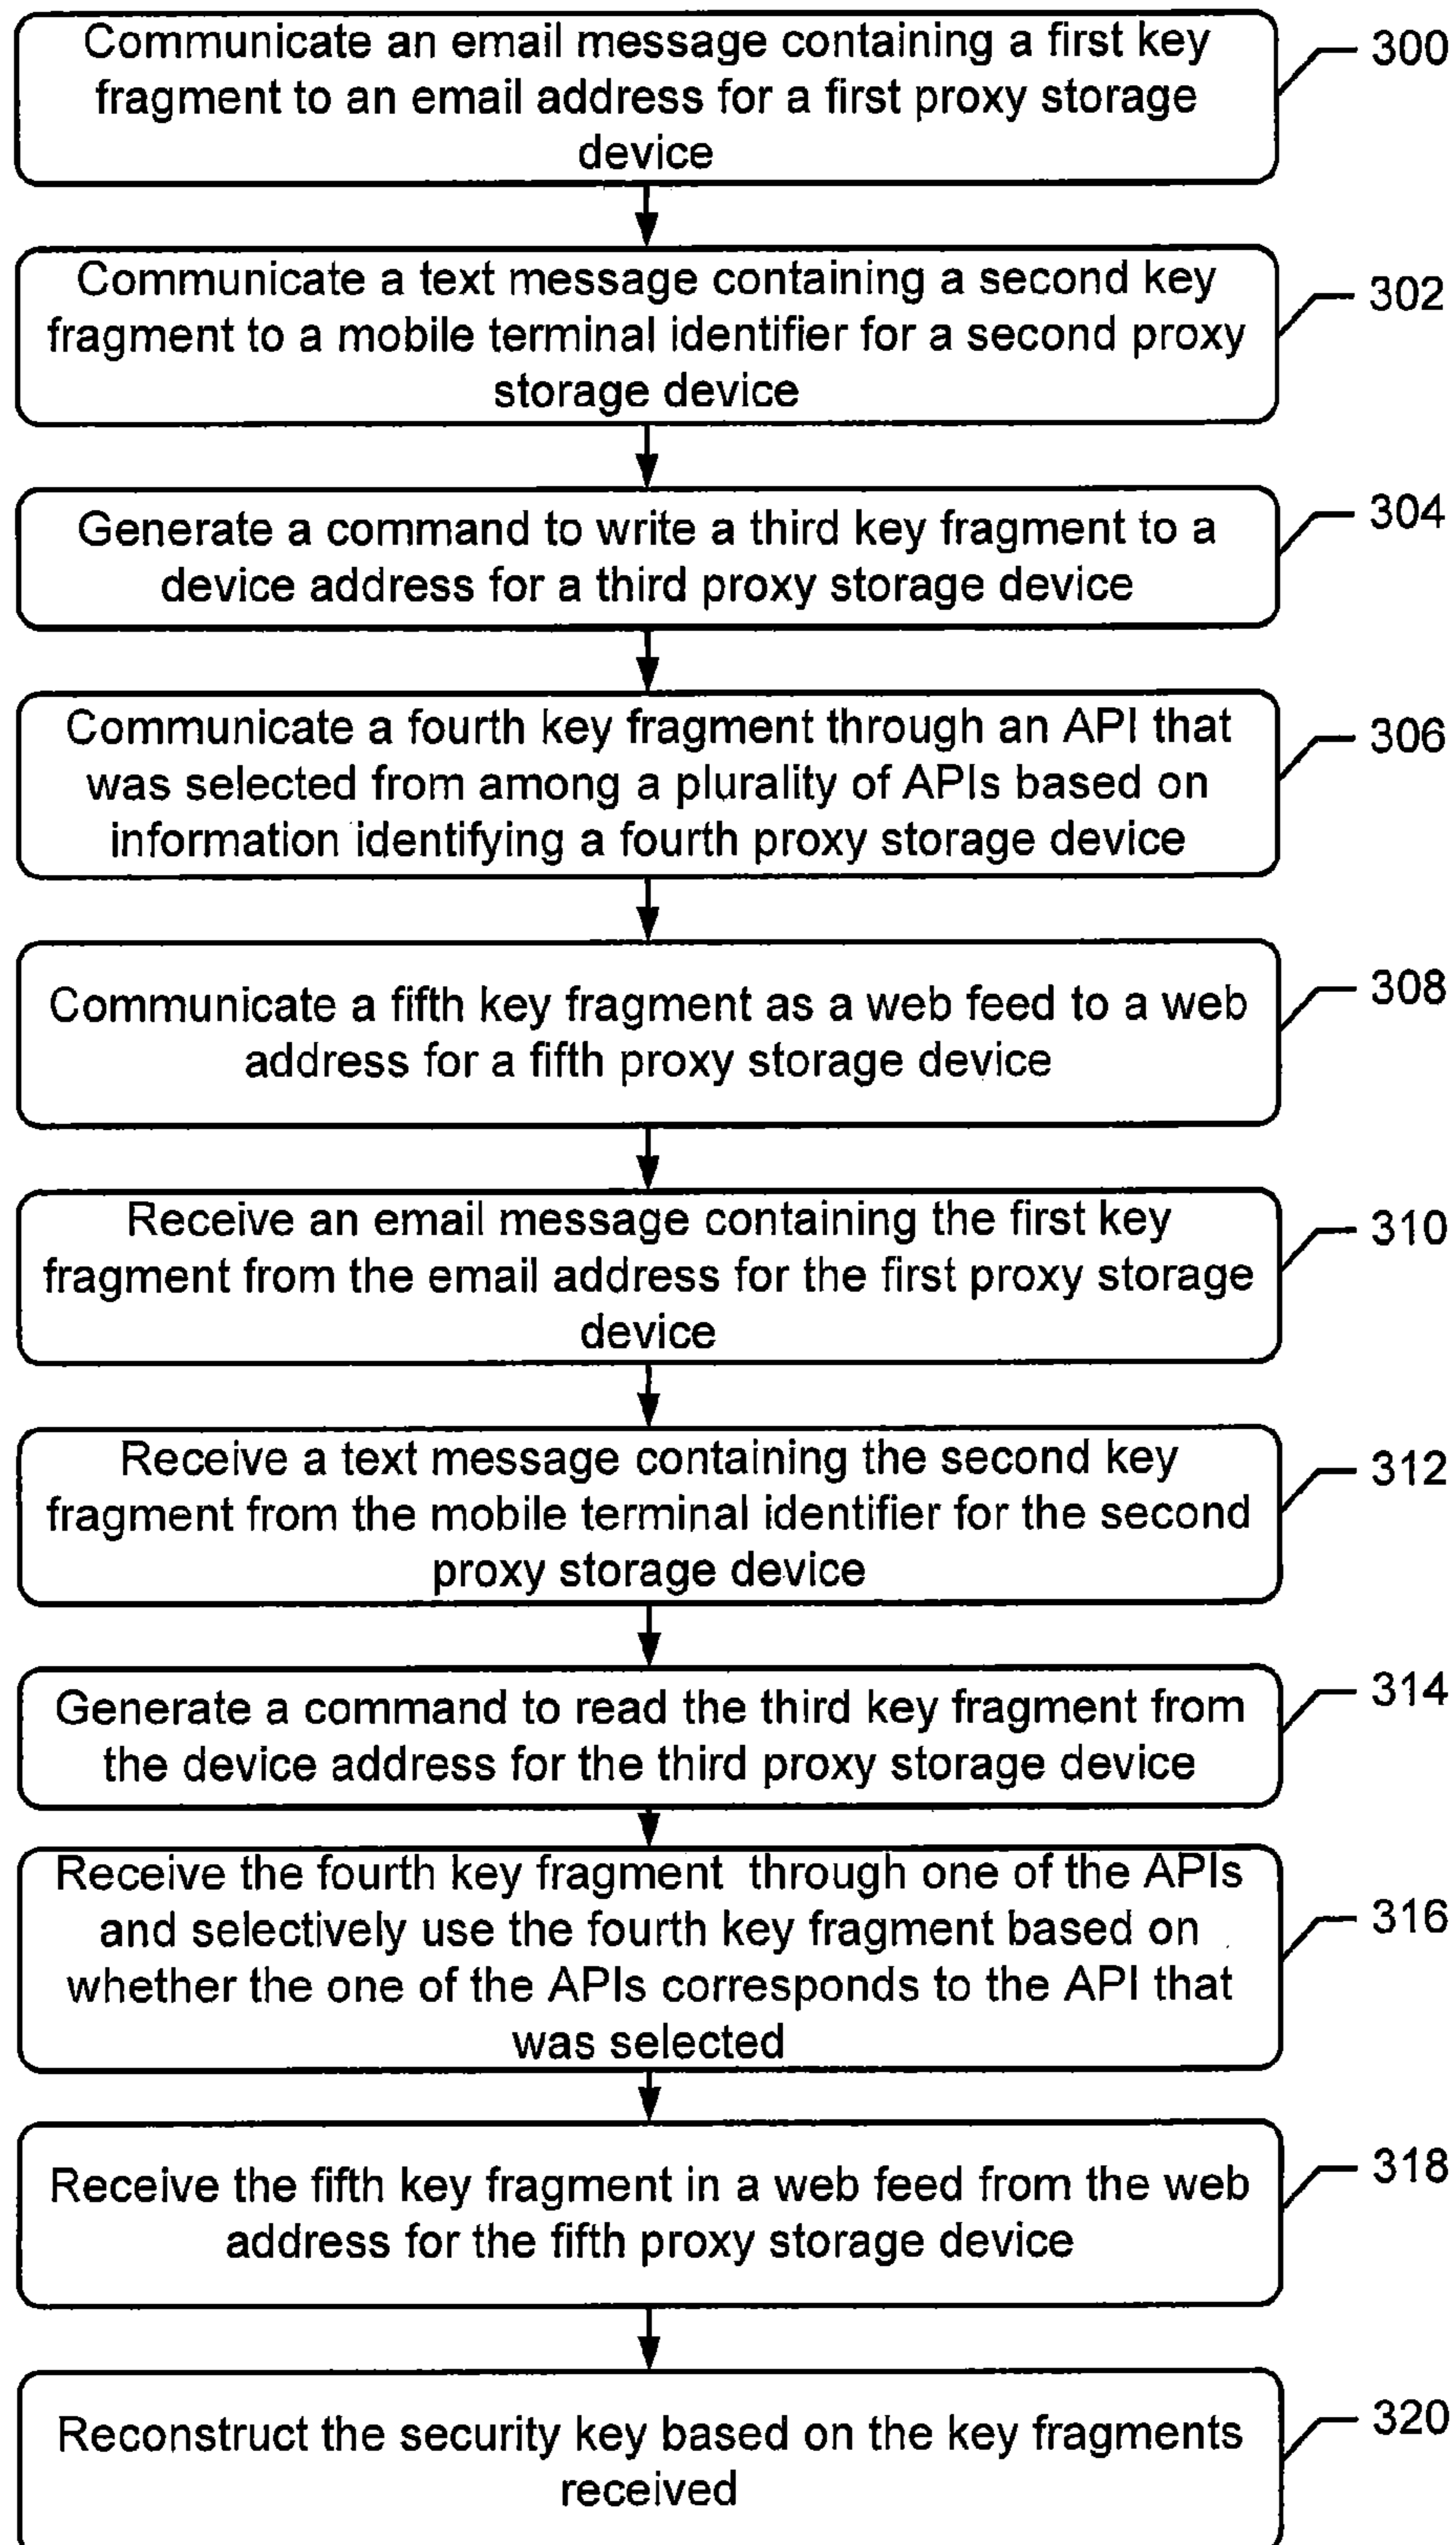 Communicate an email message containing a first key
fragment to an email address for a first proxy storage
device
300
Communicate a text message containing a second key
fragment to a mobile terminal identifier for a second proxy
storage device
302
Generate a command to write a third key fragment to a
device address for a third proxy storage device
304
Communicate a fourth key fragment through an API that
was selected from among a plurality of APIs based on
information identifying a fourth proxy storage device
306
Communicate a fifth key fragment as a web feed to a web
address for a fifth proxy storage device
308
Receive an email message containing the first key
fragment from the email address for the first proxy storage
device
310
Receive a text message containing the second key
fragment from the mobile terminal identifier for the second
proxy storage device
312
Generate a command to read the third key fragment from
the device address for the third proxy storage device
314
Receive the fourth key fragment through one of the APIs
and selectively use the fourth key fragment based on
whether the one of the APIs corresponds to the API that
was selected
316
Receive the fifth key fragment in a web feed from the web
address for the fifth proxy storage device
318
Reconstruct the security key based on the key fragments
received
320